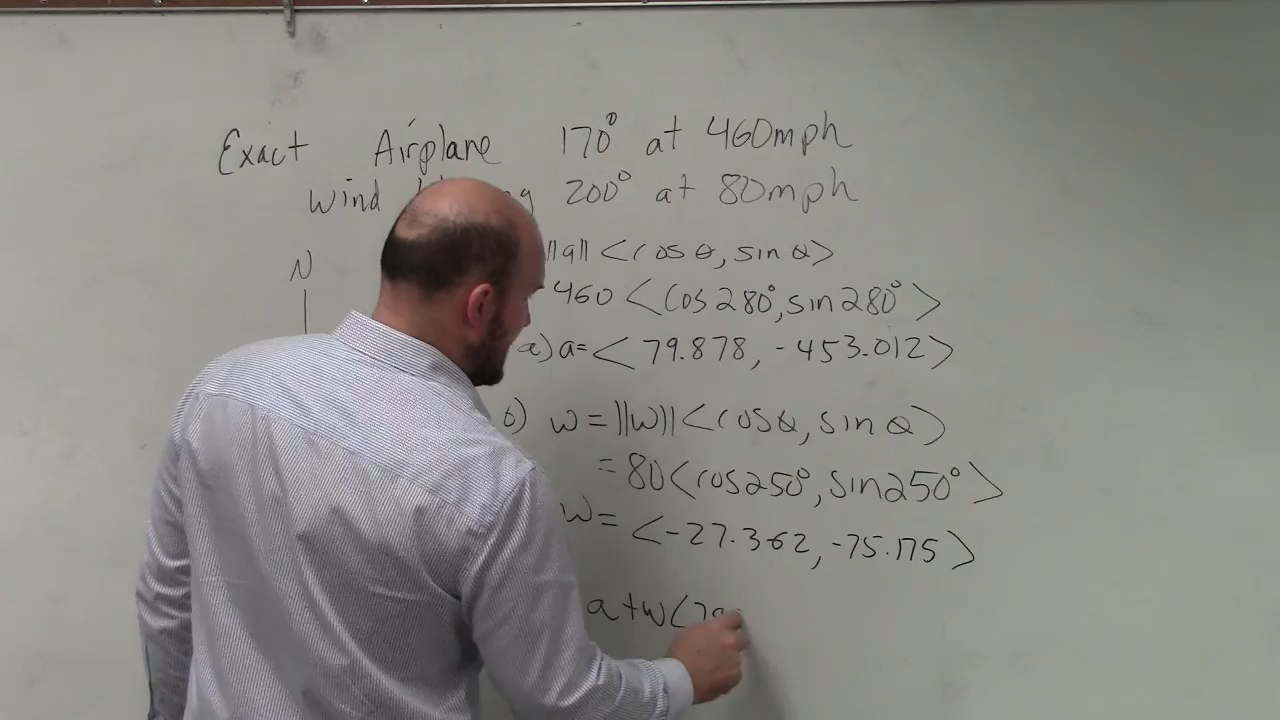 Exact Airplane 170° at 460mph
wind 200° at 80mph
||a|| <cos θ, sin θ>
N
460 <cos 280°, sin 280°>
a) a = <79.878, -453.012>
b) w = ||w|| <cos θ, sin θ>
= 80 <cos 250°, sin 250°>
w = <-27.362, -75.175>
a + w <79